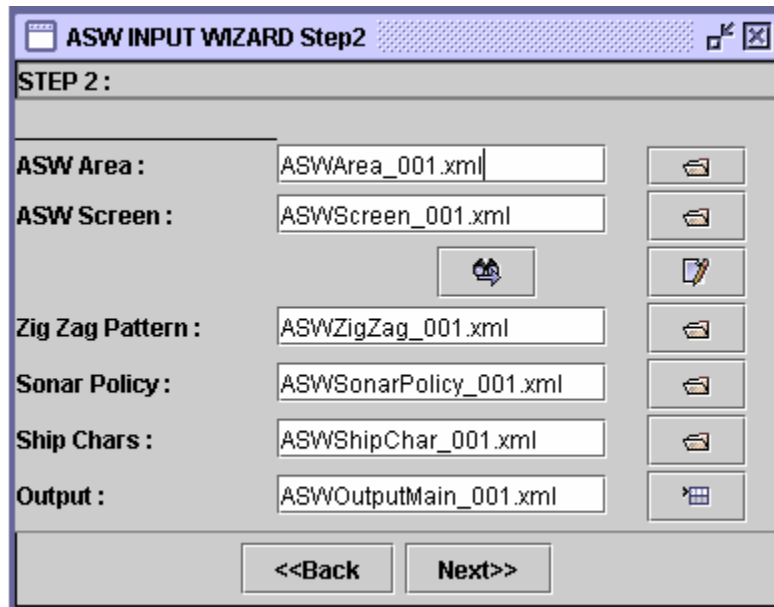 ASW INPUT WIZARD Step2
STEP 2 :
ASW Area : ASWArea_001.xml
ASW Screen : ASWScreen_001.xml
Zig Zag Pattern : ASWZigZag_001.xml
Sonar Policy : ASWSonarPolicy_001.xml
Ship Chars : ASWShipChar_001.xml
Output : ASWOutputMain_001.xml
<<Back Next>>